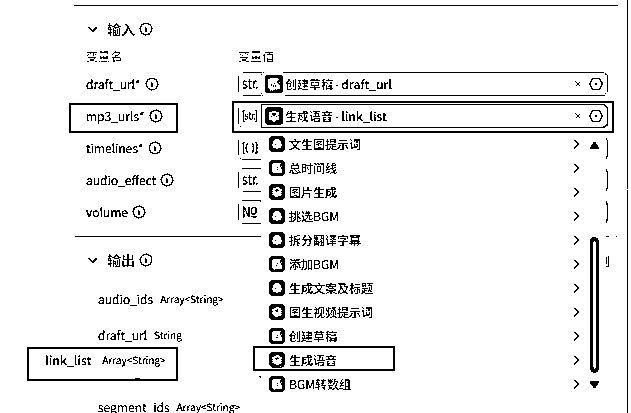 输入
变量名 变量值
draft_url* str. 创建草稿 - draft_url
mp3_urls* [str] 生成语音 - link_list
timelines* [{}] 文生图提示词
总时间线
audio_effect str. 图片生成
volume № 挑选BGM
拆分翻译字幕
输出 添加BGM
audio_ids Array<String> 生成文案及标题
图生视频提示词
draft_url String 创建草稿
link_list Array<String> 生成语音
BGM转数组
segment_ids Array<String>